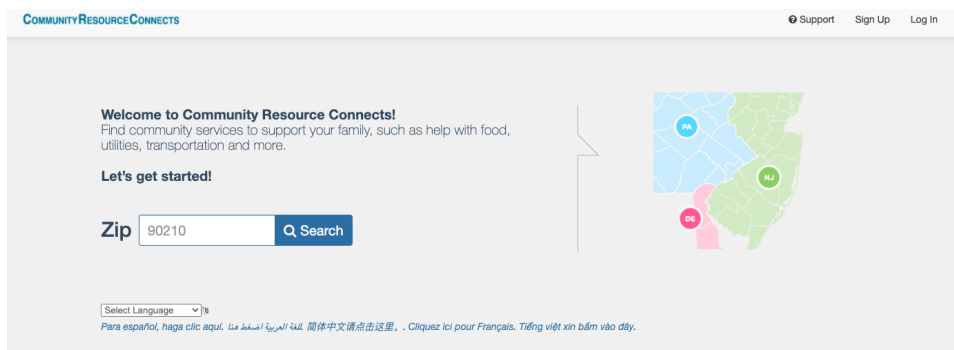 COMMUNITYRESOURCECONNECTS
Support Sign Up Log In
Welcome to Community Resource Connects!
Find community services to support your family, such as help with food,
utilities, transportation and more.
Let's get started!
Zip 90210 Search
PA
NJ
DE
Select Language
Para español, haga clic aquí. للغة العربية اضغط هنا 简体中文请点击这里。. Cliquez ici pour Français. Tiếng việt xin bấm vào đây.